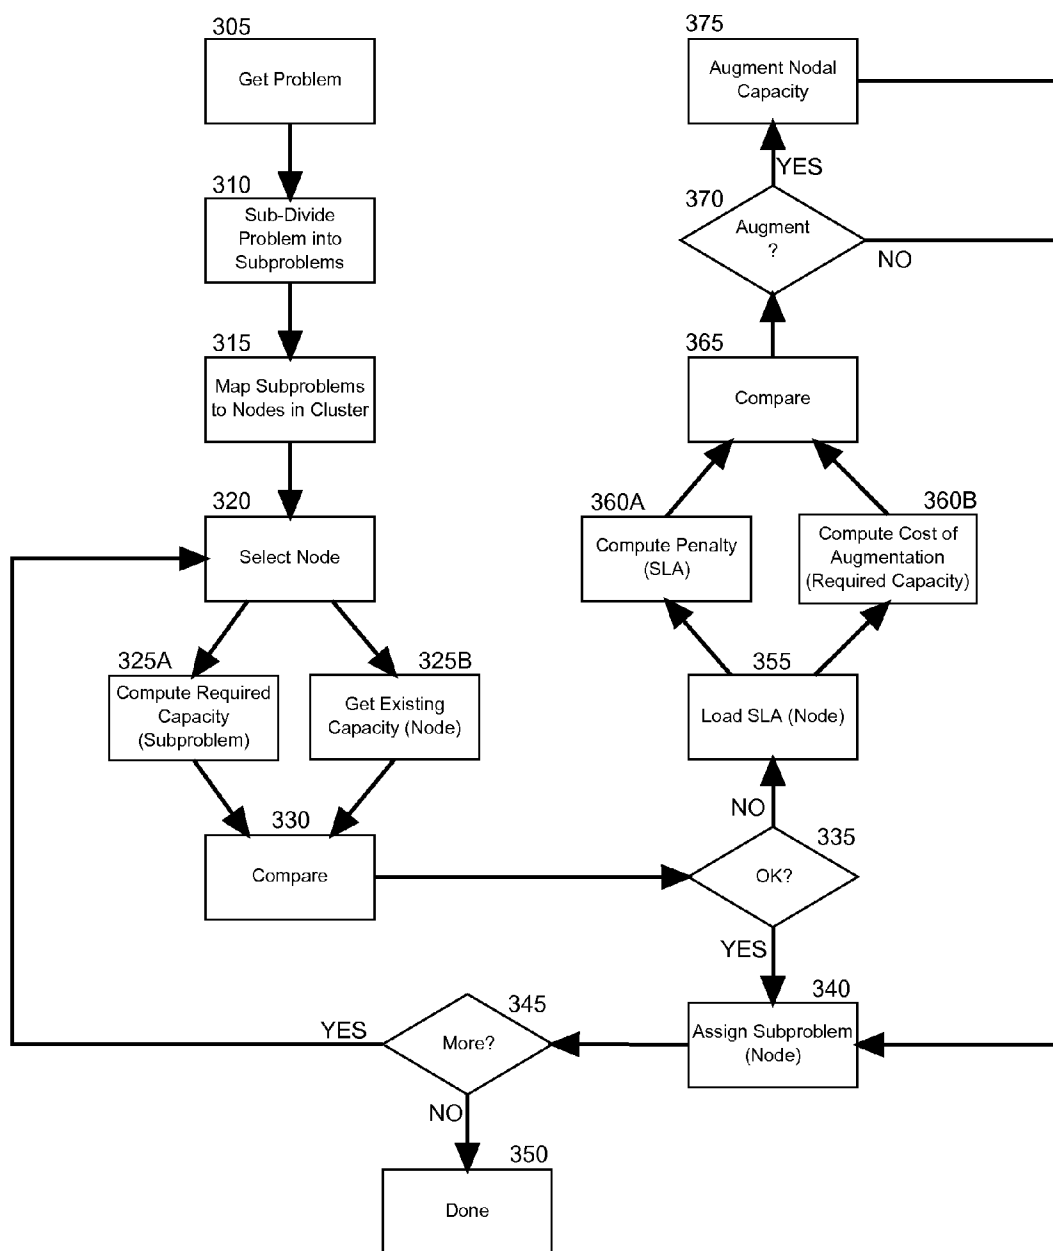 305
Get Problem
310
Sub-Divide
Problem into
Subproblems
315
Map Subproblems
to Nodes in Cluster
320
Select Node
325A
Compute Required
Capacity
(Subproblem)
325B
Get Existing
Capacity (Node)
330
Compare
335
OK?
NO
YES
340
Assign Subproblem
(Node)
345
More?
YES
NO
350
Done
355
Load SLA (Node)
360A
Compute Penalty
(SLA)
360B
Compute Cost of
Augmentation
(Required Capacity)
365
Compare
370
Augment
?
YES
NO
375
Augment Nodal
Capacity